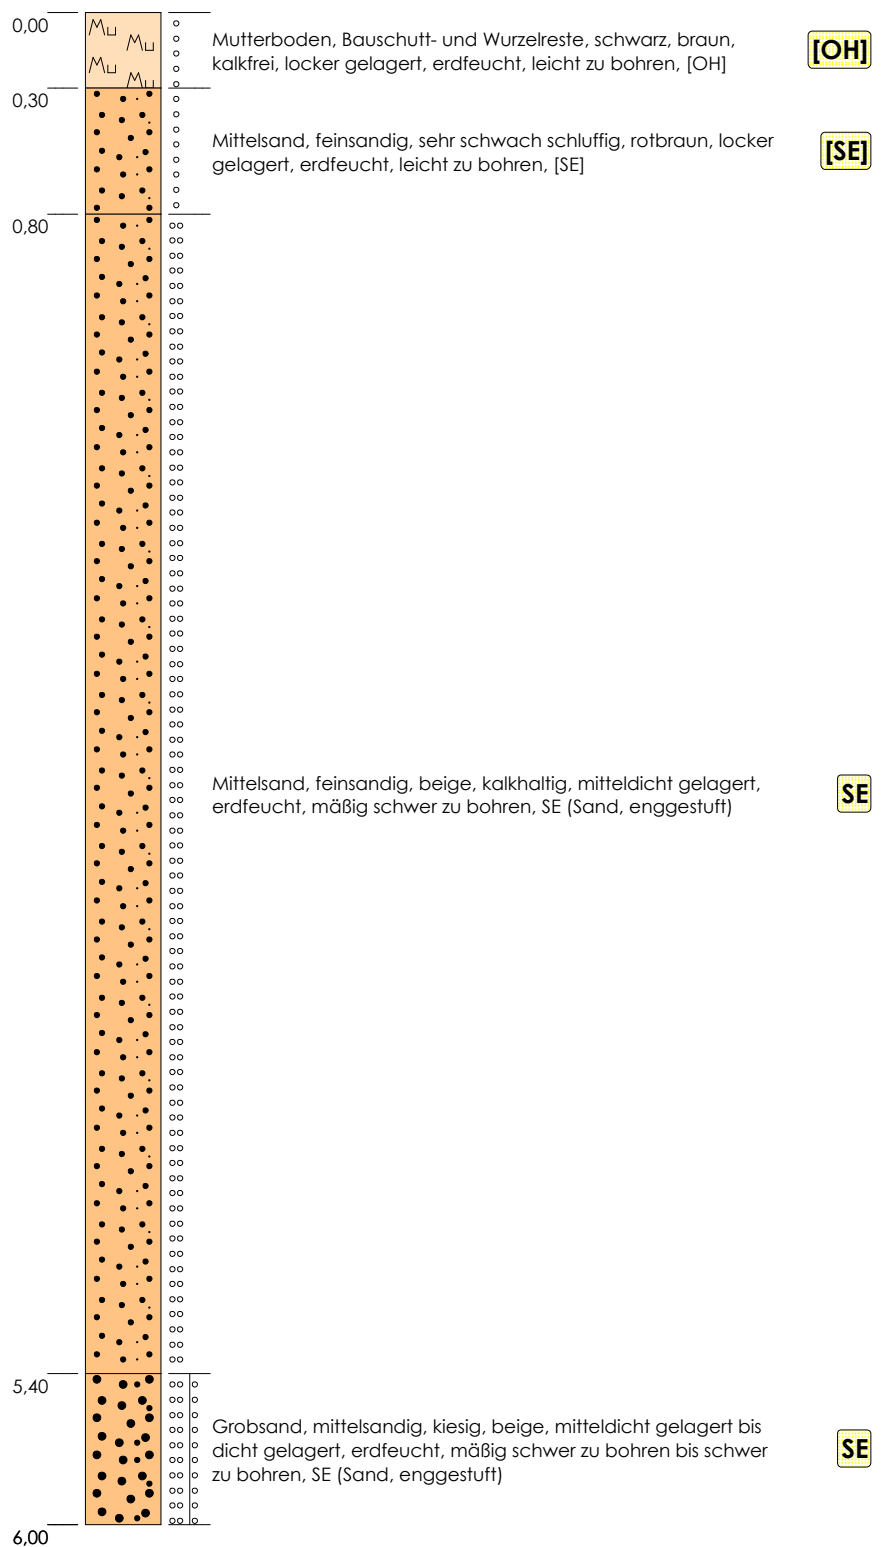 0,00
Mu
Mu
Mu
Mu
Mutterboden, Bauschutt- und Wurzelreste, schwarz, braun,
kalkfrei, locker gelagert, erdfeucht, leicht zu bohren, [OH]
[OH]
0,30
Mittelsand, feinsandig, sehr schwach schluffig, rotbraun, locker
gelagert, erdfeucht, leicht zu bohren, [SE]
[SE]
0,80
Mittelsand, feinsandig, beige, kalkhaltig, mitteldicht gelagert,
erdfeucht, mäßig schwer zu bohren, SE (Sand, enggestuft)
SE
5,40
Grobsand, mittelsandig, kiesig, beige, mitteldicht gelagert bis
dicht gelagert, erdfeucht, mäßig schwer zu bohren bis schwer
zu bohren, SE (Sand, enggestuft)
SE
6,00